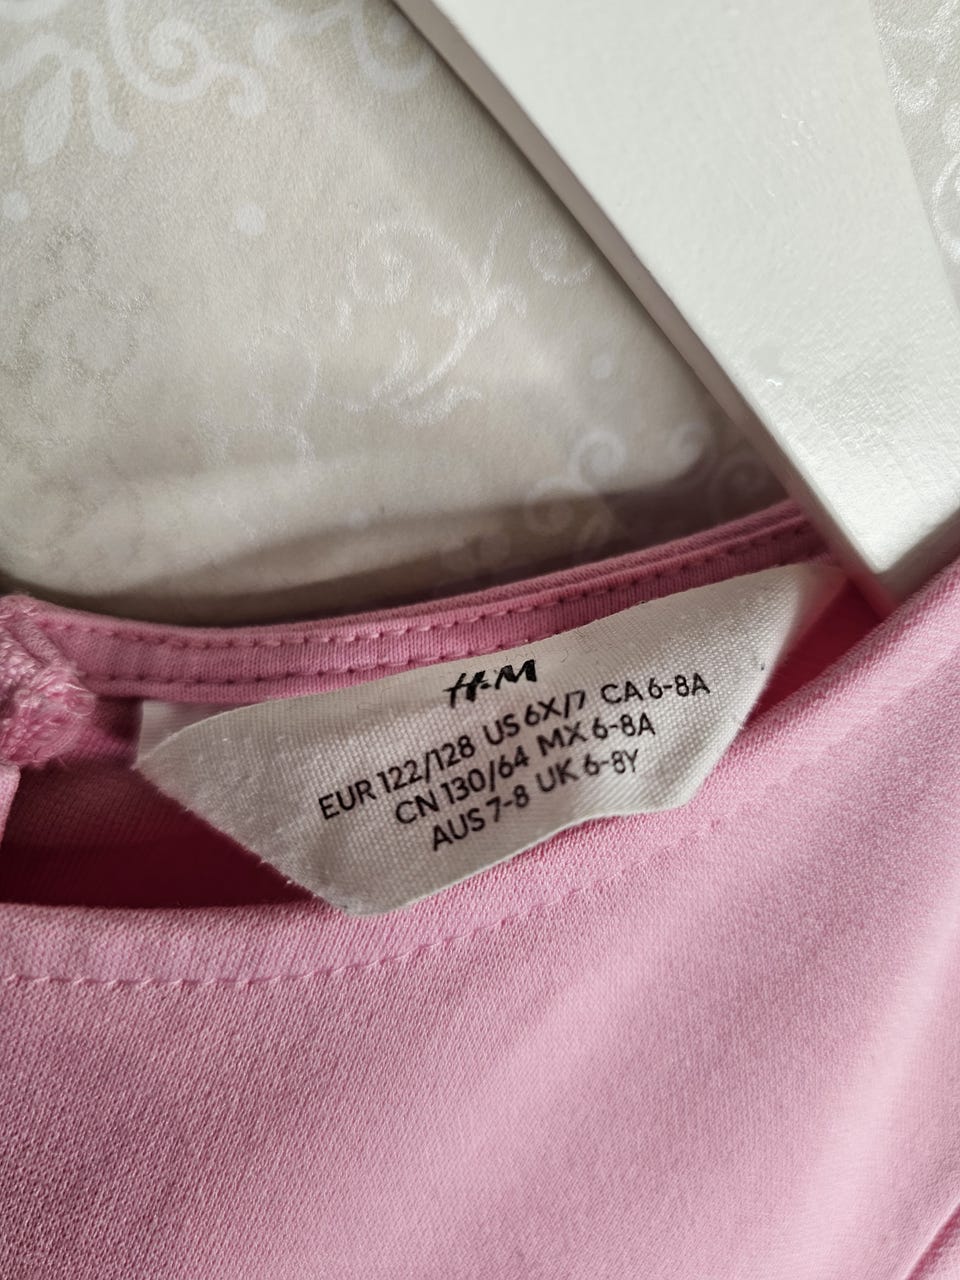 H&M
EUR 122/128 US 6X/7 CA 6-8A
CN 130/64 MX 6-8A
AUS 7-8 UK 6-8Y